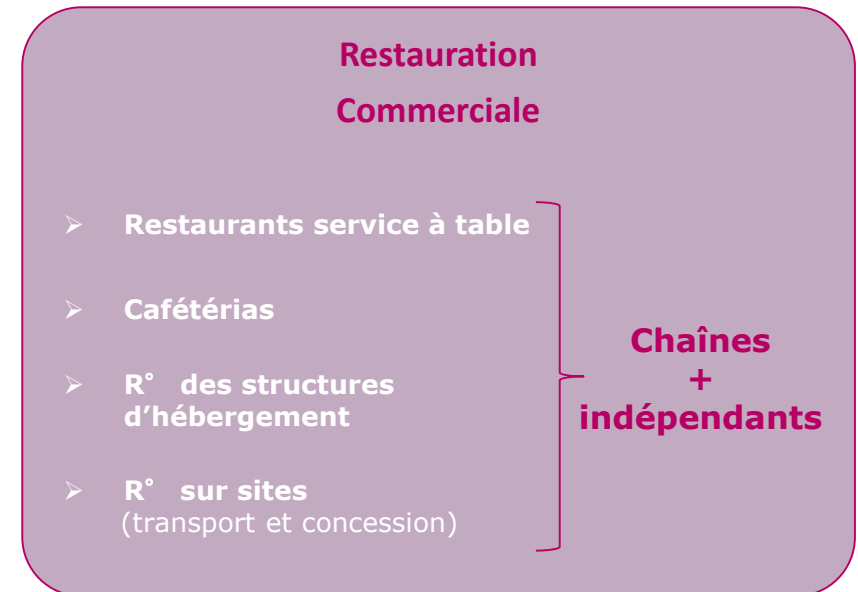 Restauration
Commerciale
➢ Restaurants service à table
➢ Cafétérias
➢ R° des structures
d’hébergement
➢ R° sur sites
(transport et concession)
Chaînes
+
indépendants